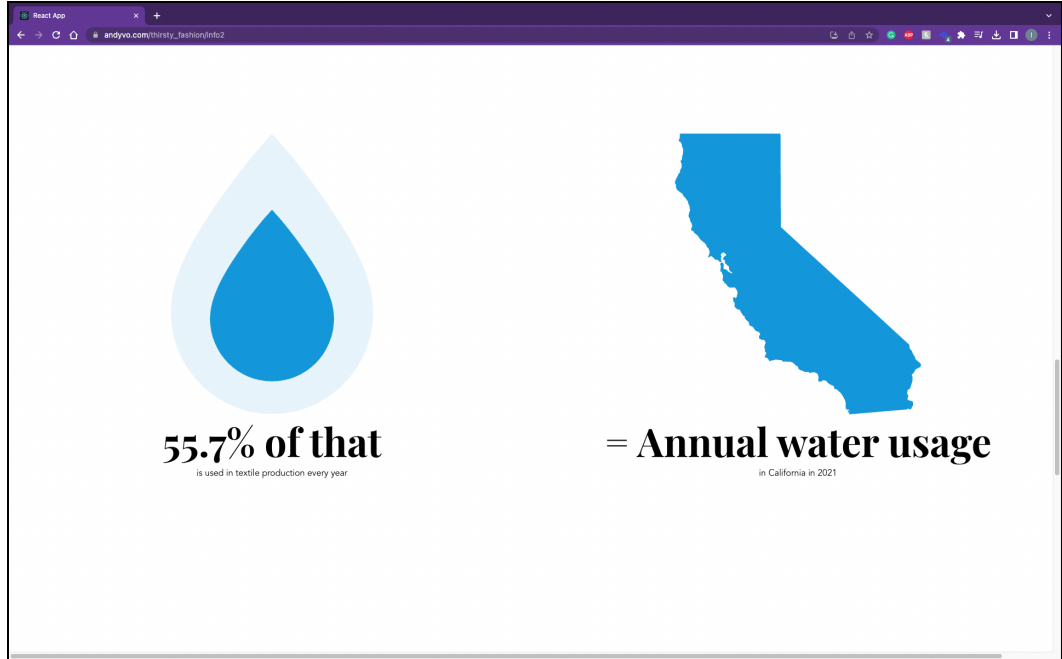 React App
andyvo.com/thirsty_fashion/info2
55.7% of that
is used in textile production every year
= Annual water usage
in California in 2021